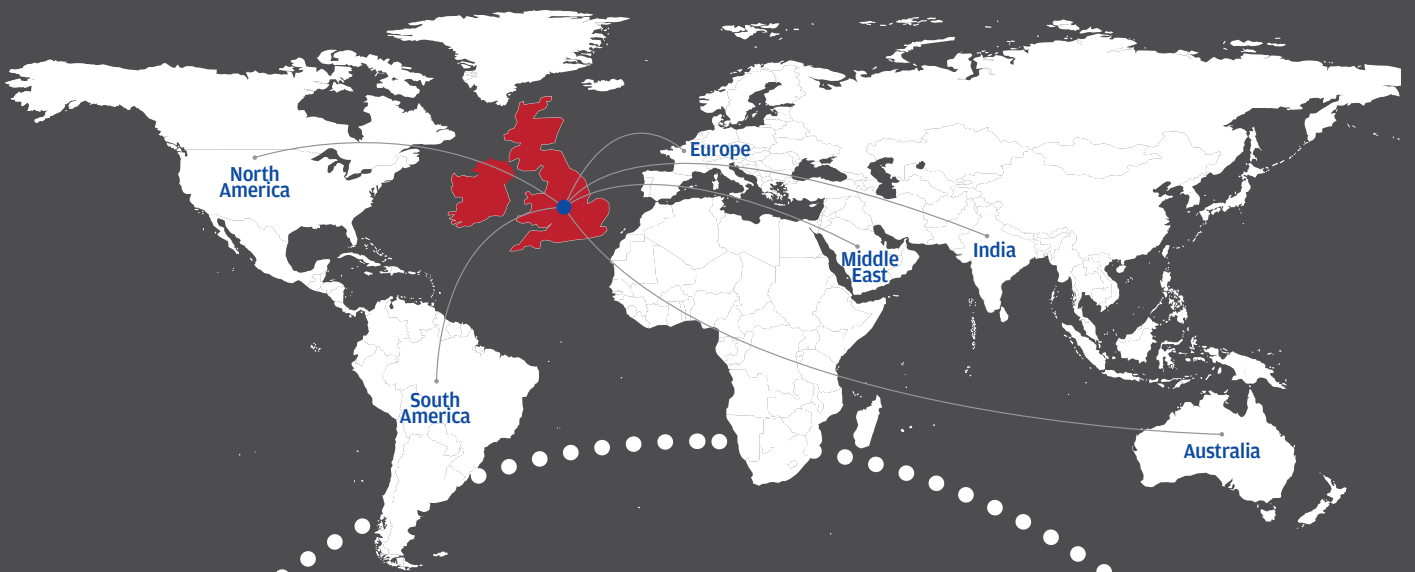 Europe
North
America
India
Middle
East
South
America
Australia